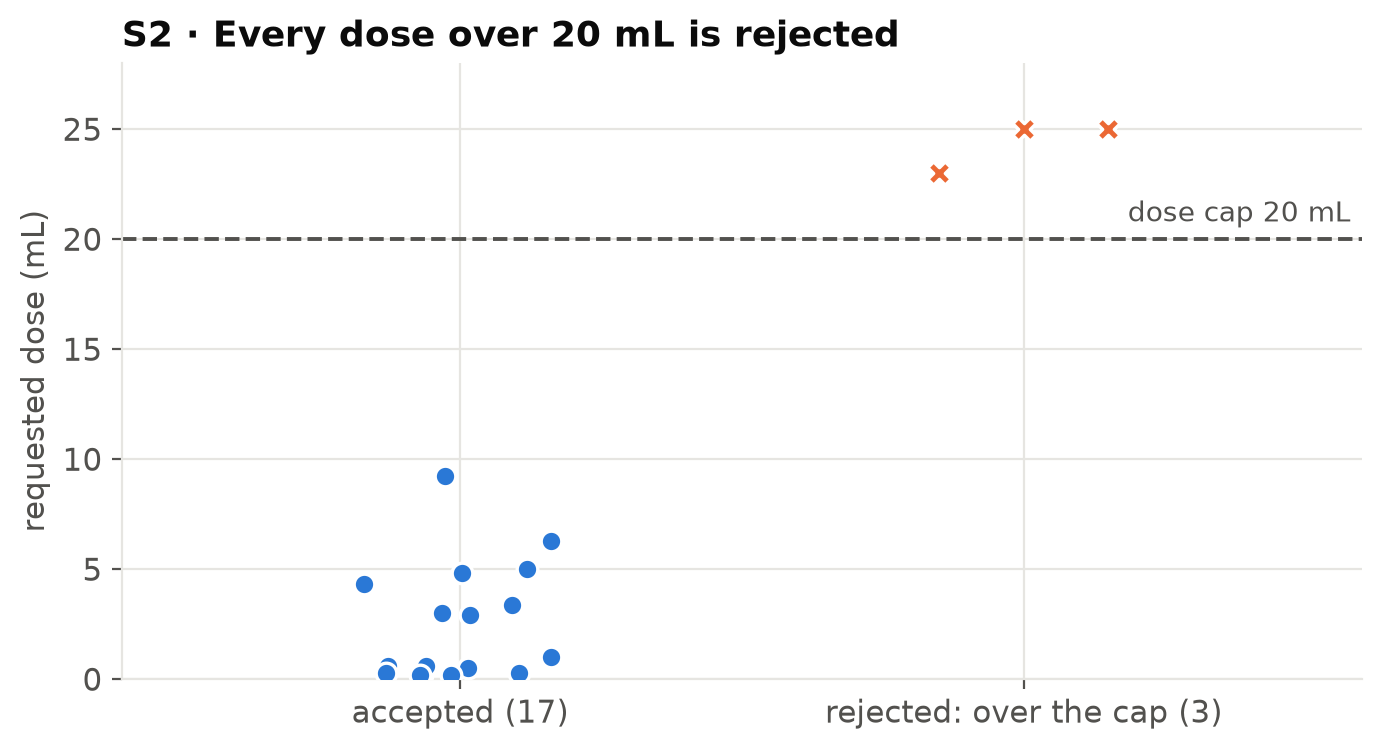 S2 · Every dose over 20 mL is rejected
requested dose (mL)
25
20
15
10
5
0
dose cap 20 mL
accepted (17)
rejected: over the cap (3)